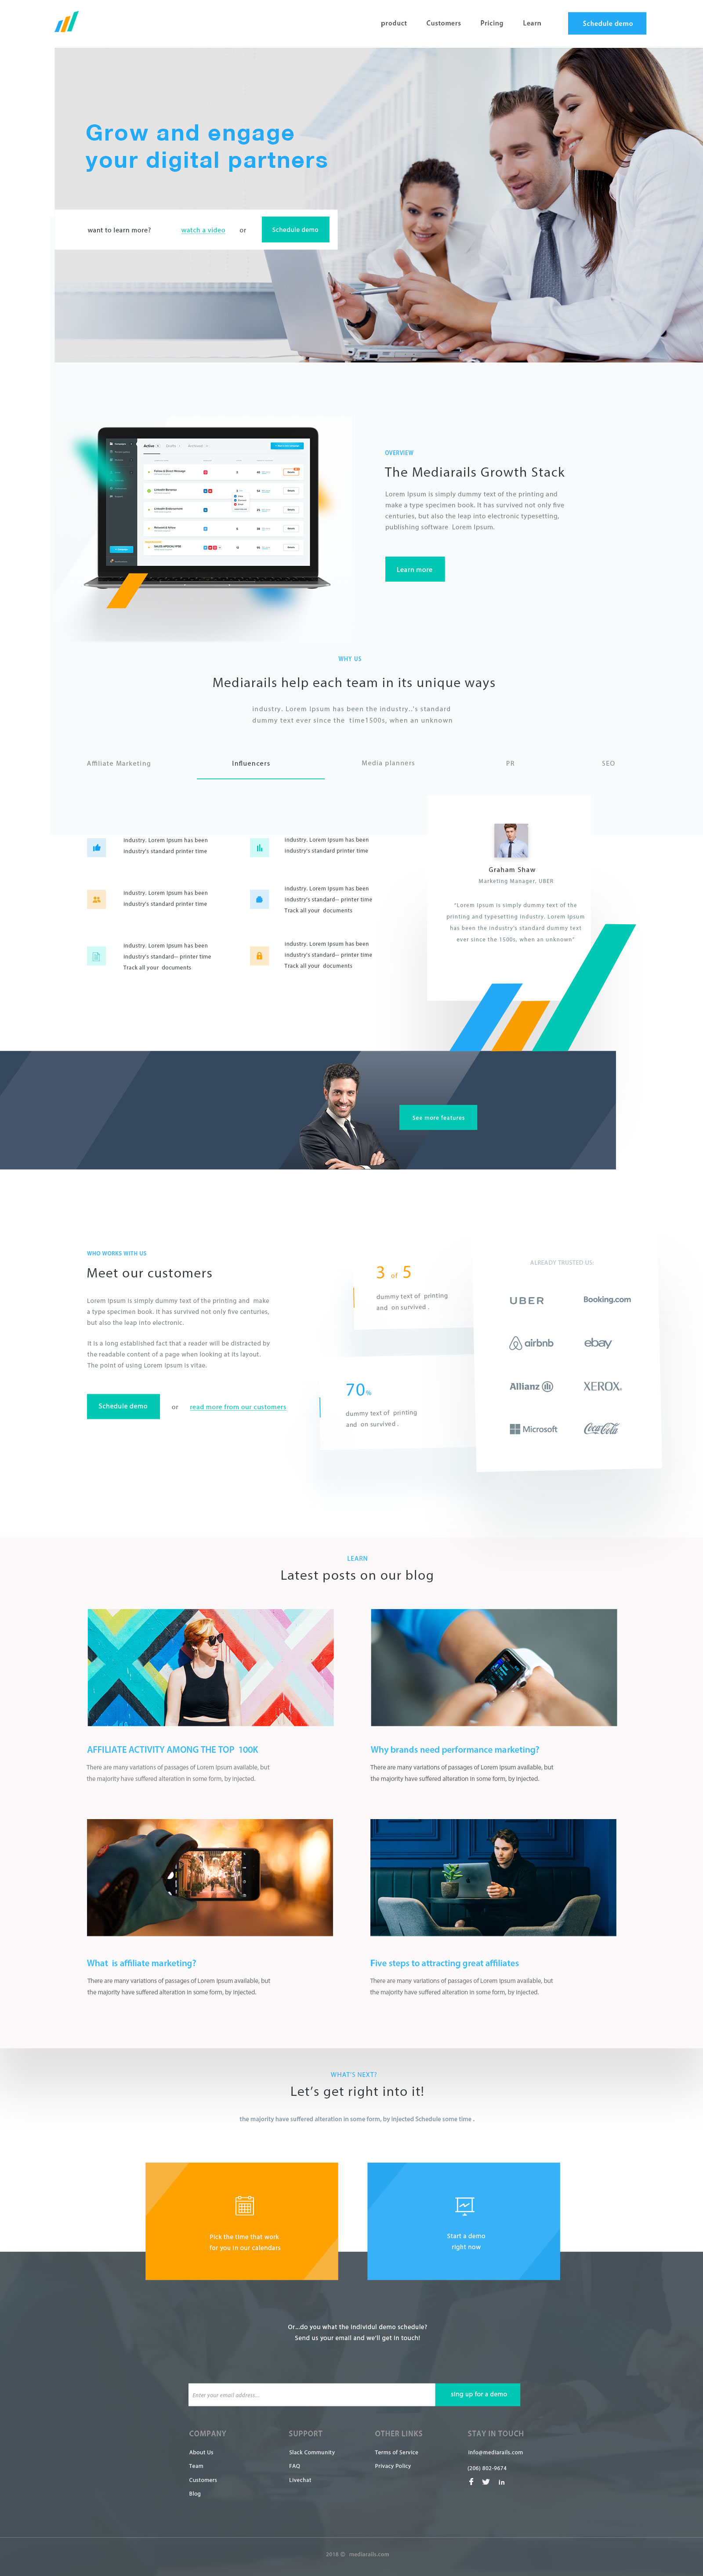 product Customers Pricing Learn Schedule demo
Grow and engage
your digital partners
want to learn more? watch a video or Schedule demo
Active Drafts Archived
OVERVIEW
The Mediarails Growth Stack
Lorem Ipsum is simply dummy text of the printing and
make a type specimen book. It has survived not only five
centuries, but also the leap into electronic typesetting,
publishing software Lorem Ipsum.
Learn more
WHY US
Mediarails help each team in its unique ways
industry. Lorem Ipsum has been the industry..'s standard
dummy text ever since the time1500s, when an unknown
Affiliate Marketing Influencers Media planners PR SEO
industry. Lorem Ipsum has been
industry's standard printer time
industry. Lorem Ipsum has been
industry's standard printer time
industry. Lorem Ipsum has been
industry's standard printer time
industry. Lorem Ipsum has been
industry's standard-- printer time
Track all your documents
industry. Lorem Ipsum has been
industry's standard-- printer time
Track all your documents
industry. Lorem Ipsum has been
industry's standard-- printer time
Track all your documents
Graham Shaw
Marketing Manager, UBER
"Lorem Ipsum is simply dummy text of the
printing and typesetting industry. Lorem Ipsum
has been the industry's standard dummy text
ever since the 1500s, when an unknown"
See more features
WHO WORKS WITH US
Meet our customers
Lorem Ipsum is simply dummy text of the printing and make
a type specimen book. It has survived not only five centuries,
but also the leap into electronic.
It is a long established fact that a reader will be distracted by
the readable content of a page when looking at its layout.
The point of using Lorem Ipsum is vitae.
Schedule demo or read more from our customers
3 of 5
dummy text of printing
and on survived .
70%
dummy text of printing
and on survived .
ALREADY TRUSTED US:
UBER Booking.com
airbnb ebay
Allianz XEROX.
Microsoft Coca-Cola
LEARN
Latest posts on our blog
AFFILIATE ACTIVITY AMONG THE TOP 100K
There are many variations of passages of Lorem Ipsum available, but
the majority have suffered alteration in some form, by injected.
Why brands need performance marketing?
There are many variations of passages of Lorem Ipsum available, but
the majority have suffered alteration in some form, by injected.
What is affiliate marketing?
There are many variations of passages of Lorem Ipsum available, but
the majority have suffered alteration in some form, by injected.
Five steps to attracting great affiliates
There are many variations of passages of Lorem Ipsum available, but
the majority have suffered alteration in some form, by injected.
WHAT'S NEXT?
Let's get right into it!
the majority have suffered alteration in some form, by injected Schedule some time .
Pick the time that work
for you in our calendars
Start a demo
right now
Or...do you what the individul demo schedule?
Send us your email and we'll get in touch!
Enter your email address... sing up for a demo
COMPANY
About Us
Team
Customers
Blog
SUPPORT
Slack Community
FAQ
Livechat
OTHER LINKS
Terms of Service
Privacy Policy
STAY IN TOUCH
info@mediarails.com
(206) 802-9674
in
2018 © mediarails.com